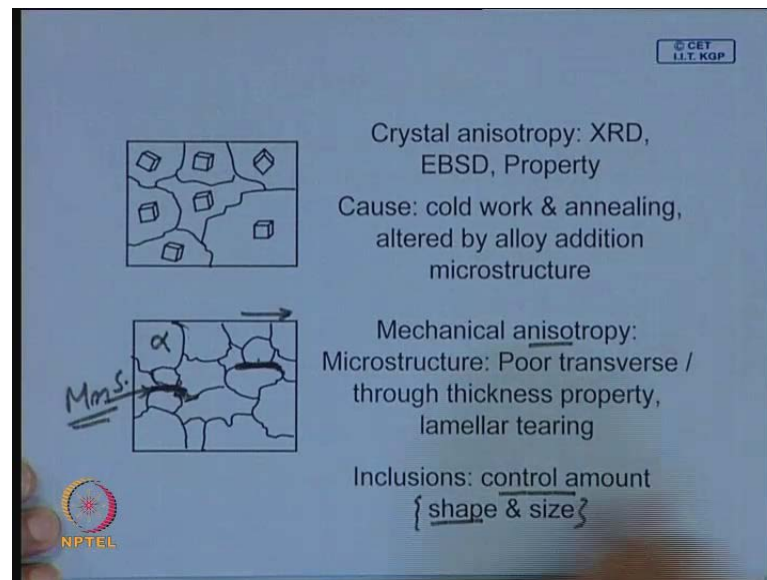 © CET
I.I.T. KGP
Crystal anisotropy: XRD,
EBSD, Property
Cause: cold work & annealing,
altered by alloy addition
microstructure
α
MnS.
Mechanical anisotropy:
Microstructure: Poor transverse /
through thickness property,
lamellar tearing
Inclusions: control amount
{ shape & size }
NPTEL